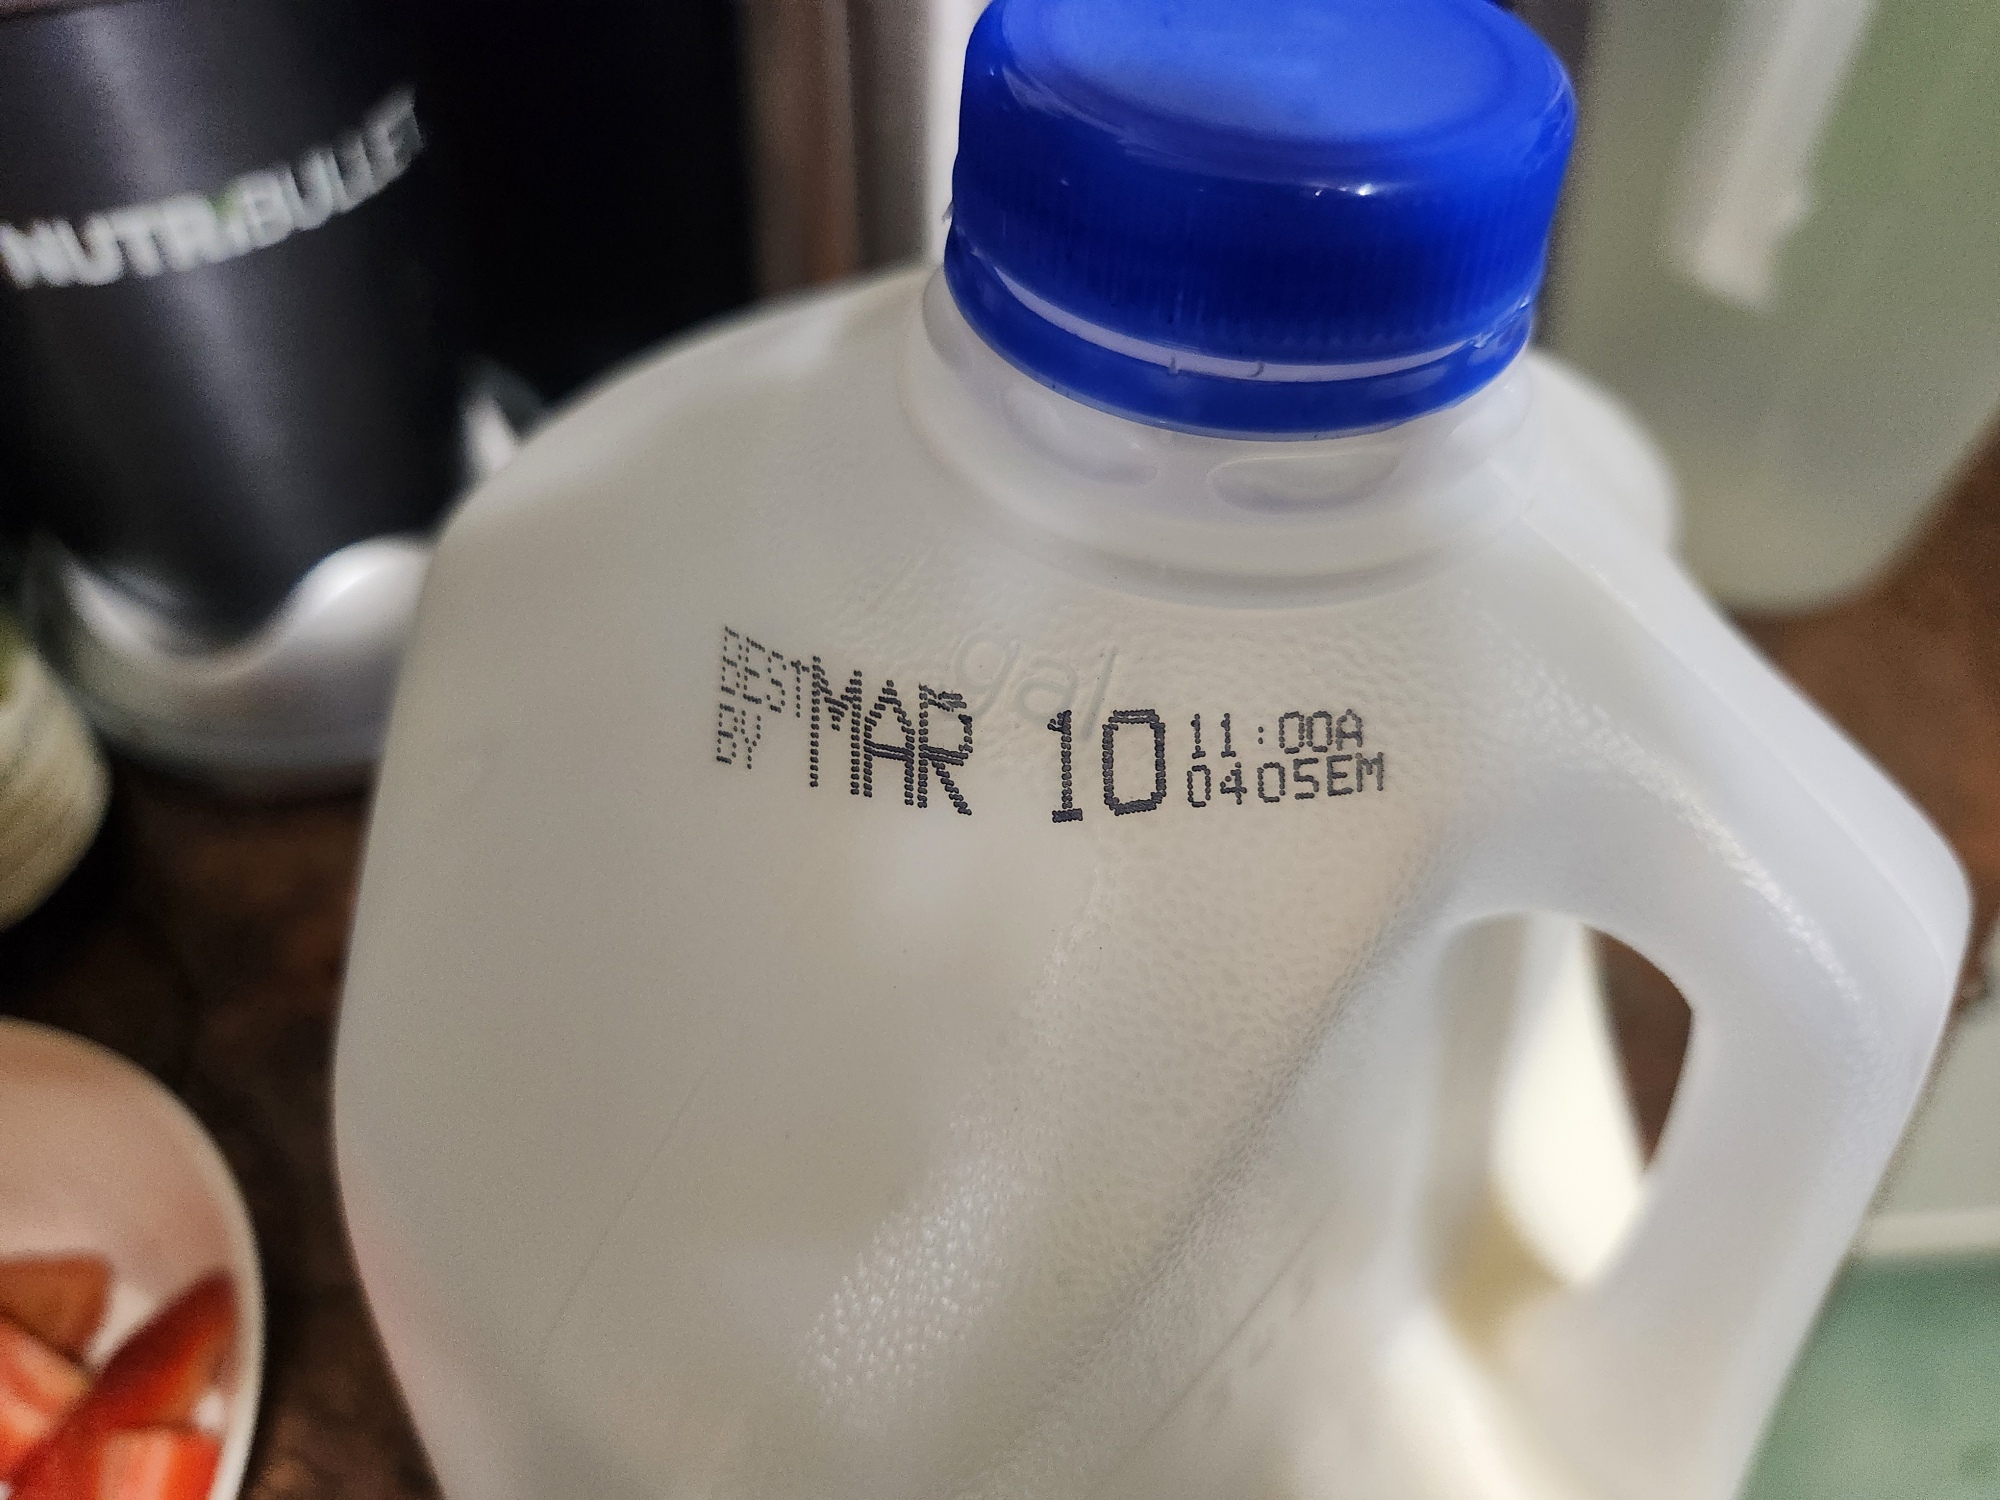 NUTRiBULLET
gal
BEST
BY
MAR 10
11:00A
0405EM